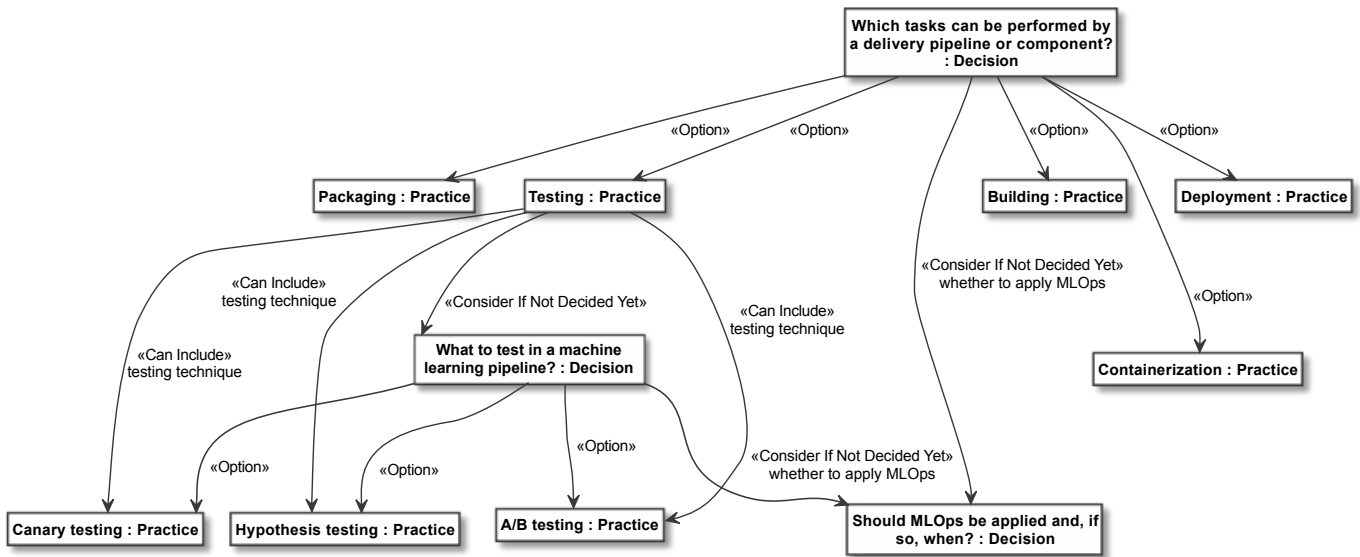 Which tasks can be performed by
a delivery pipeline or component?
: Decision
«Option»
«Option»
«Option»
«Option»
Packaging : Practice
Testing : Practice
Building : Practice
Deployment : Practice
«Consider If Not Decided Yet»
whether to apply MLOps
«Can Include»
testing technique
«Consider If Not Decided Yet»
«Can Include»
testing technique
«Option»
«Can Include»
testing technique
What to test in a machine
learning pipeline? : Decision
Containerization : Practice
«Option»
«Option»
«Option»
«Consider If Not Decided Yet»
whether to apply MLOps
Canary testing : Practice
Hypothesis testing : Practice
A/B testing : Practice
Should MLOps be applied and, if
so, when? : Decision